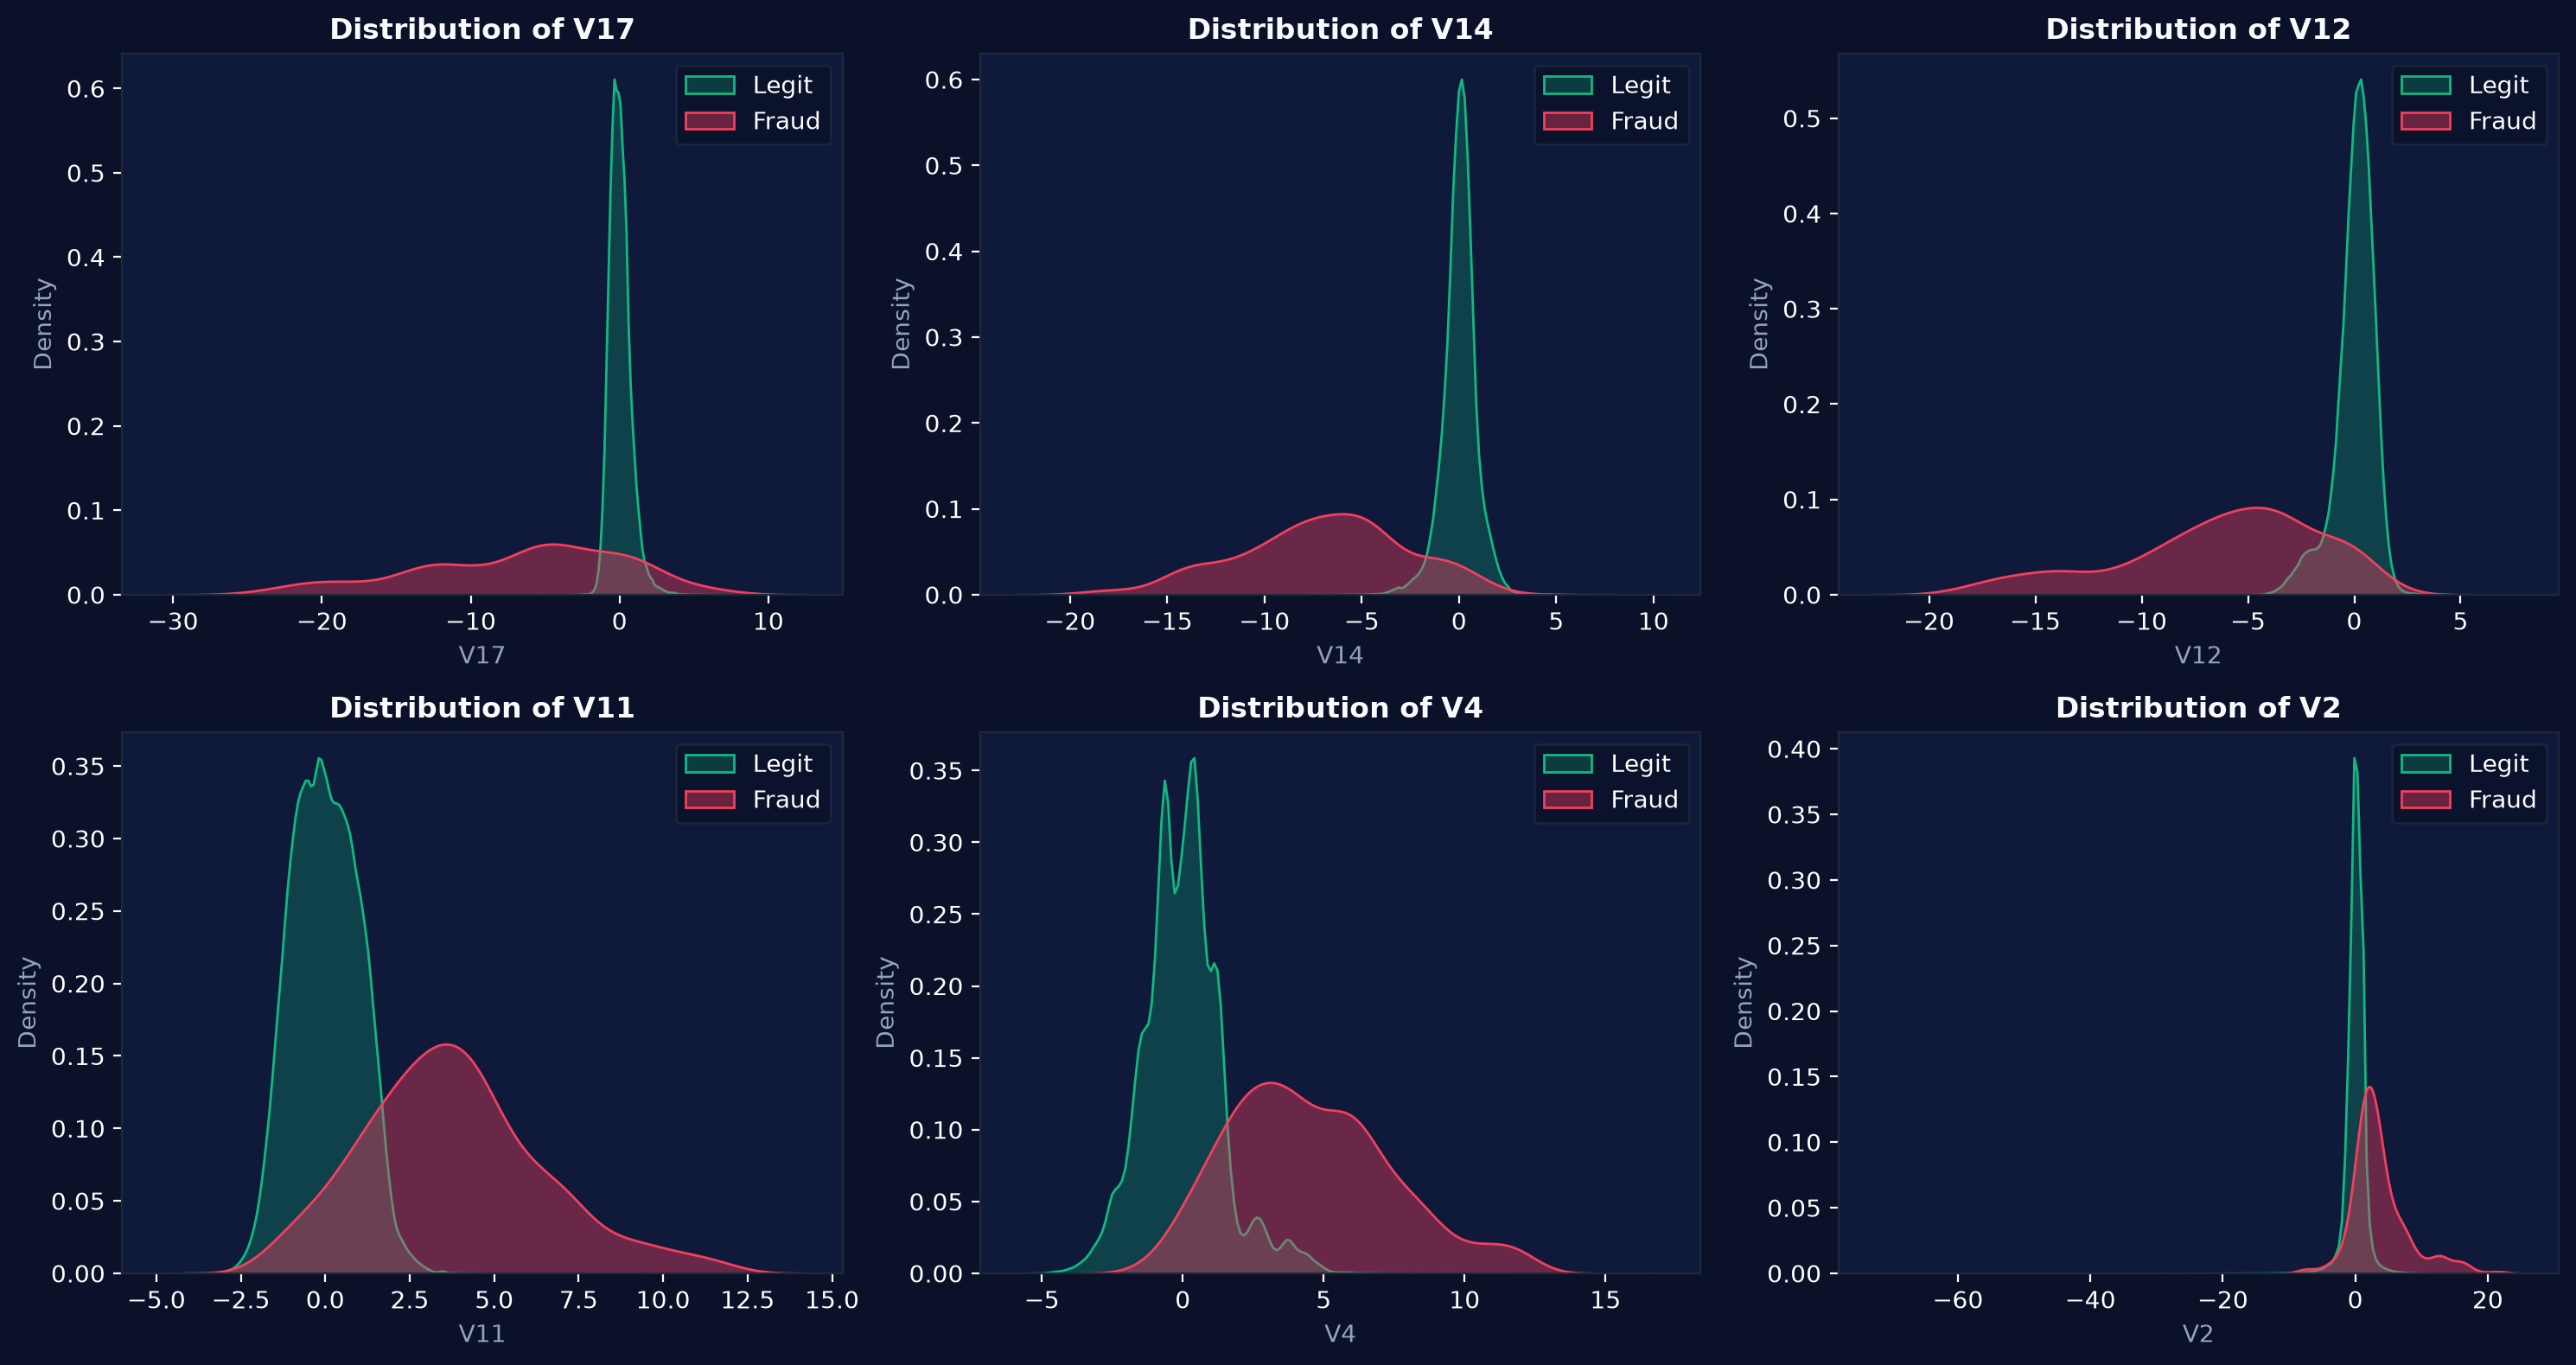 Distribution of V17
Legit
Fraud
0.6
0.5
0.4
0.3
0.2
0.1
0.0
Density
−30 −20 −10 0 10
V17
Distribution of V14
Legit
Fraud
0.6
0.5
0.4
0.3
0.2
0.1
0.0
Density
−20 −15 −10 −5 0 5 10
V14
Distribution of V12
Legit
Fraud
0.5
0.4
0.3
0.2
0.1
0.0
Density
−20 −15 −10 −5 0 5
V12
Distribution of V11
Legit
Fraud
0.35
0.30
0.25
0.20
0.15
0.10
0.05
0.00
Density
−5.0 −2.5 0.0 2.5 5.0 7.5 10.0 12.5 15.0
V11
Distribution of V4
Legit
Fraud
0.35
0.30
0.25
0.20
0.15
0.10
0.05
0.00
Density
−5 0 5 10 15
V4
Distribution of V2
Legit
Fraud
0.40
0.35
0.30
0.25
0.20
0.15
0.10
0.05
0.00
Density
−60 −40 −20 0 20
V2